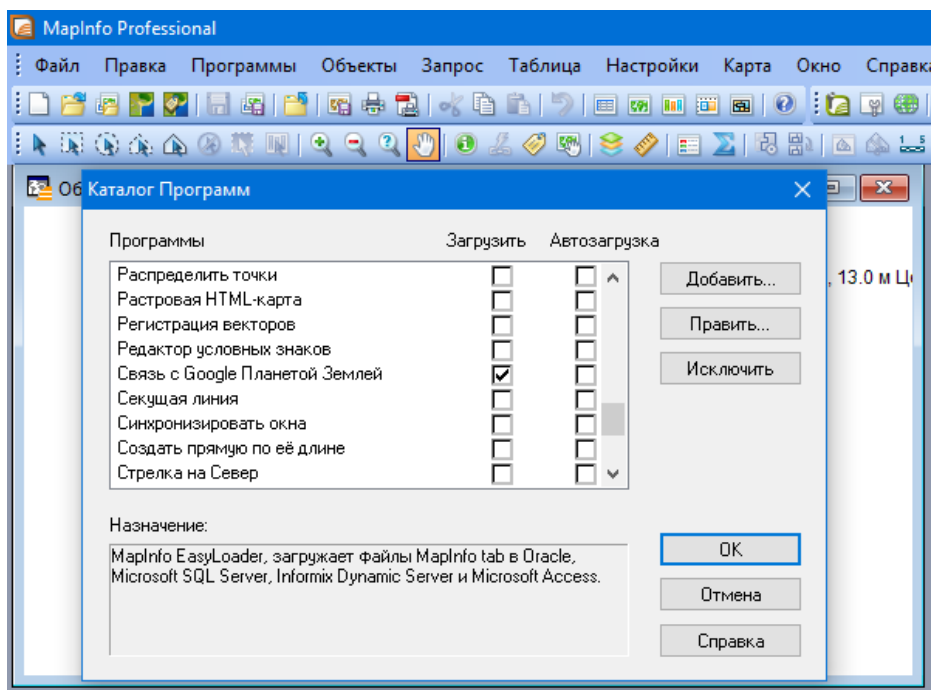 MapInfo Professional
Файл Правка Программы Объекты Запрос Таблица Настройки Карта Окно Справка
Об
Каталог Программ
Программы Загрузить Автозагрузка
Распределить точки
Растровая HTML-карта
Регистрация векторов
Редактор условных знаков
Связь с Google Планетой Землей
Секущая линия
Синхронизировать окна
Создать прямую по её длине
Стрелка на Север
Добавить...
Править...
Исключить
, 13.0 м Ц
Назначение:
MapInfo EasyLoader, загружает файлы MapInfo tab в Oracle,
Microsoft SQL Server, Informix Dynamic Server и Microsoft Access.
OK
Отмена
Справка